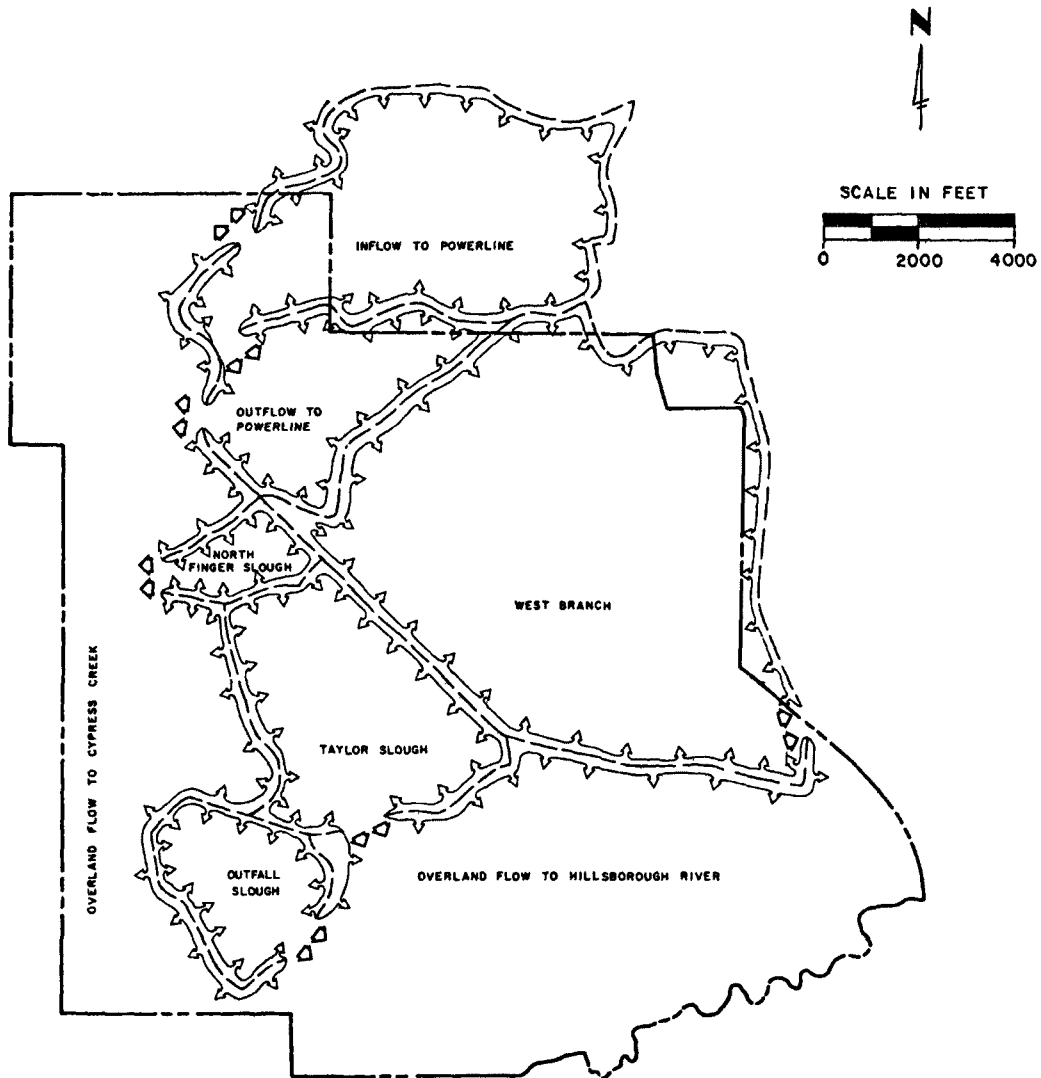 N
SCALE IN FEET
0 2000 4000
INFLOW TO POWERLINE
OUTFLOW TO
POWERLINE
NORTH
FINGER SLOUGH
WEST BRANCH
OVERLAND FLOW TO CYPRESS CREEK
TAYLOR SLOUGH
OUTFALL
SLOUGH
OVERLAND FLOW TO HILLSBOROUGH RIVER